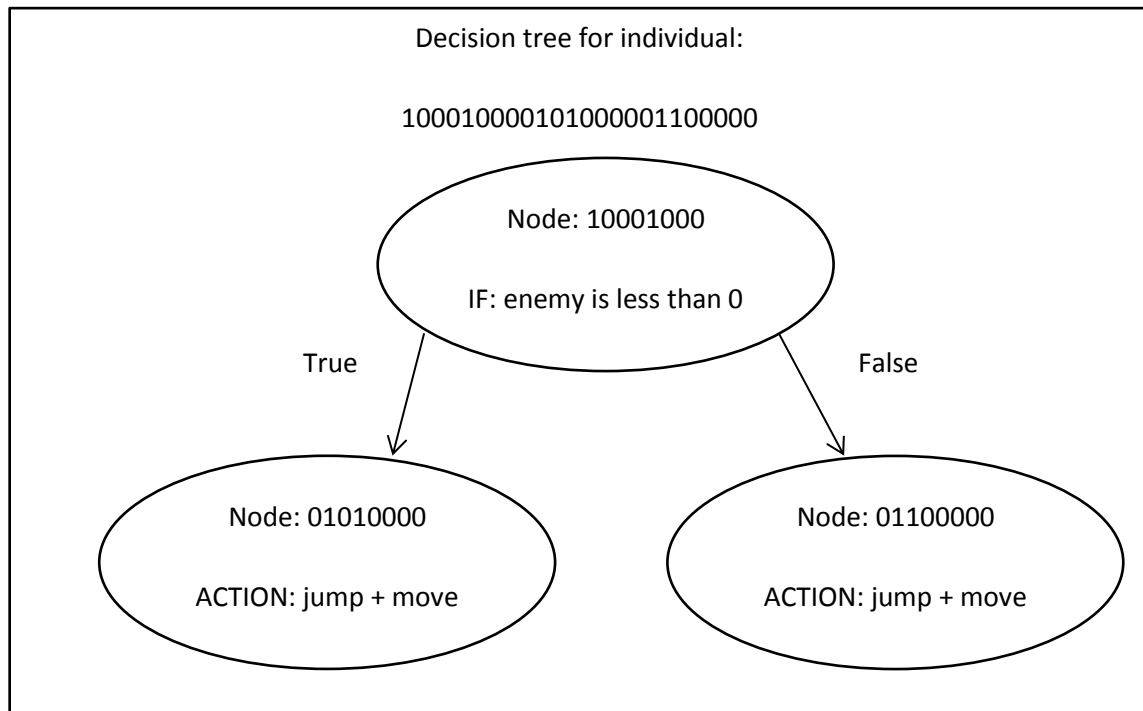 Decision tree for individual:
100010000101000001100000
Node: 10001000
IF: enemy is less than 0
True
False
Node: 01010000
ACTION: jump + move
Node: 01100000
ACTION: jump + move